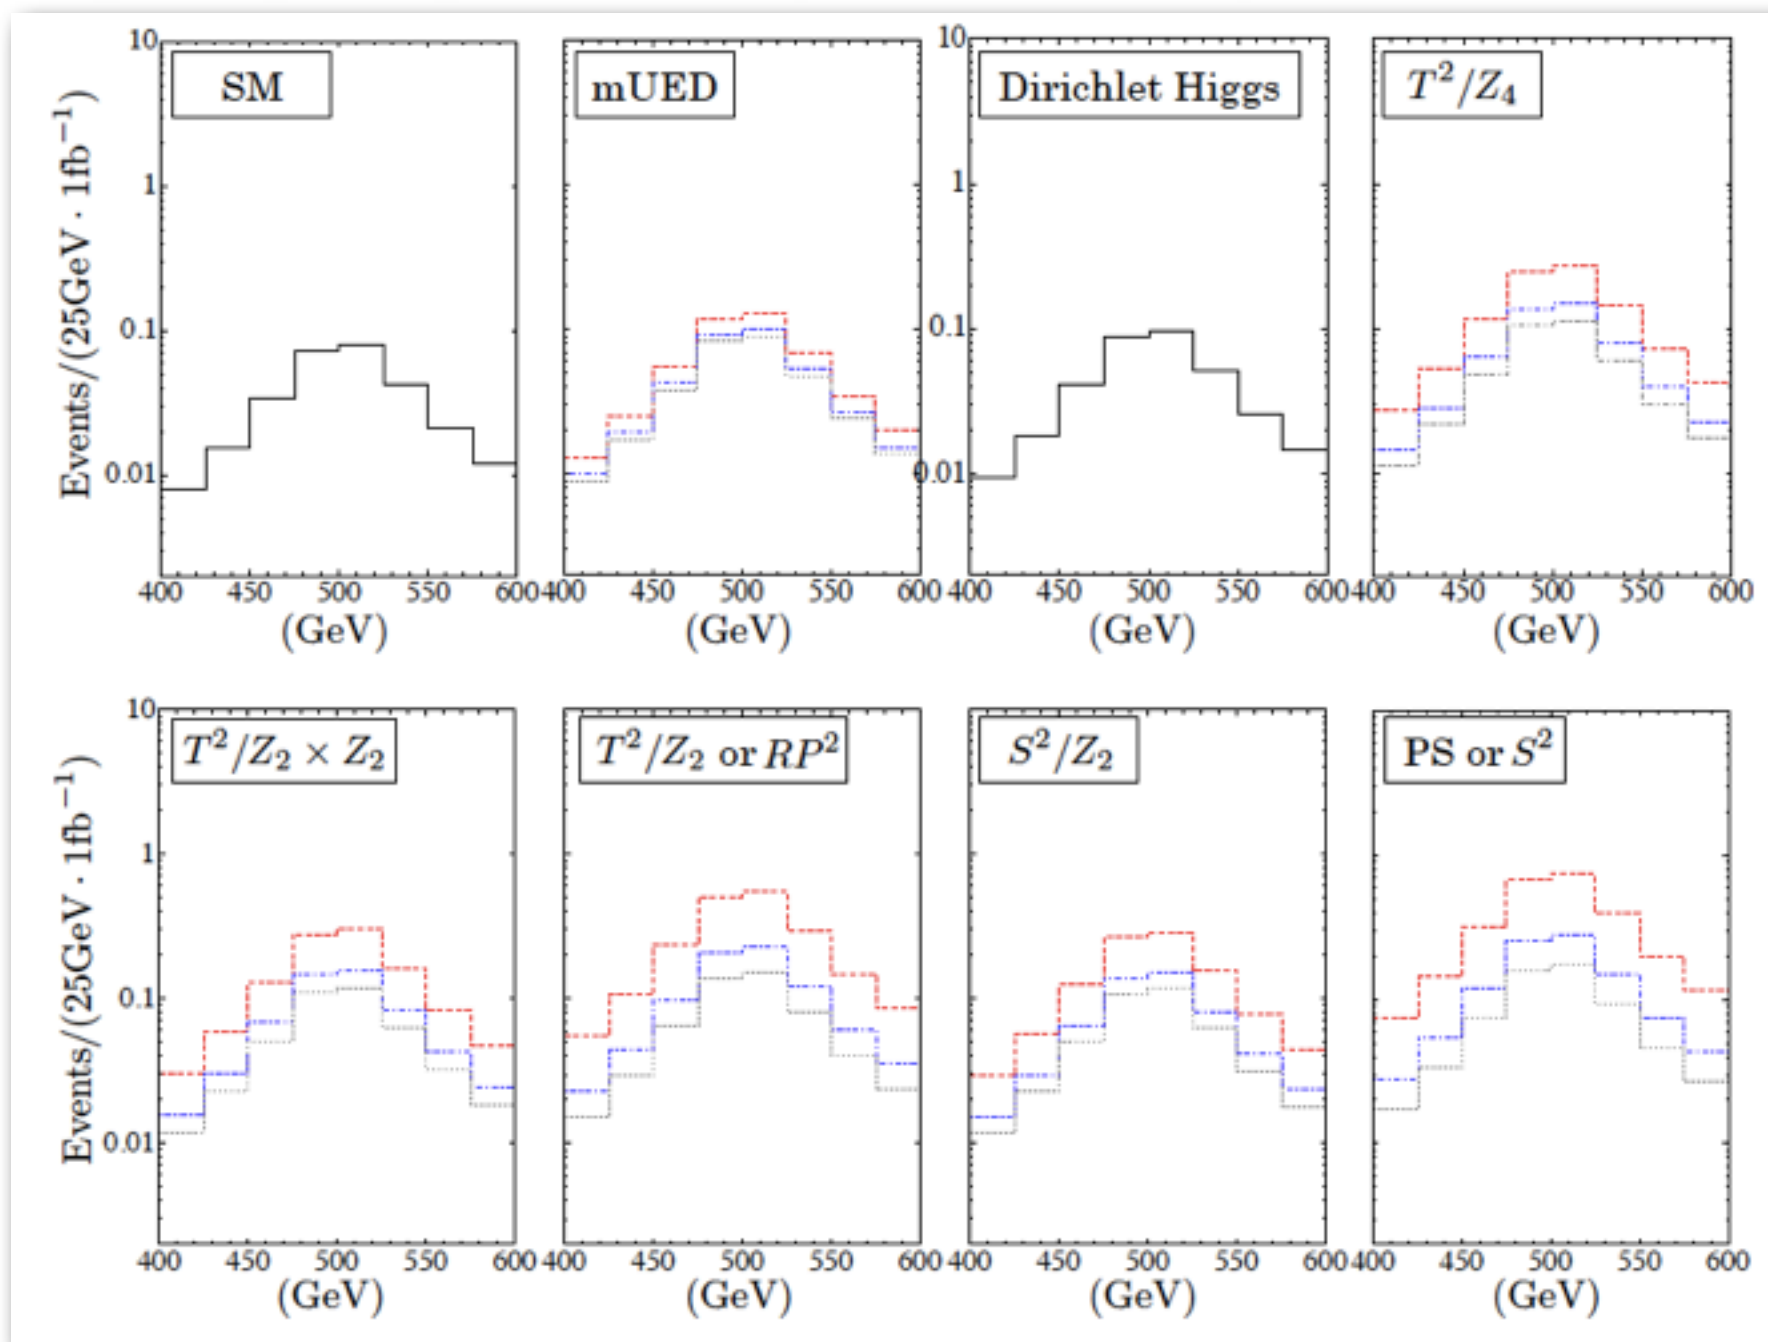 10 SM mUED 10 Dirichlet Higgs T²/Z₄
1 1
0.1 0.1
0.01 0.01
Events/(25GeV · 1fb⁻¹)
400 450 500 550 600 400 450 500 550 600 400 450 500 550 600 400 450 500 550 600
(GeV) (GeV) (GeV) (GeV)
10 T²/Z₂ × Z₂ T²/Z₂ or RP² S²/Z₂ PS or S²
1
0.1
0.01
Events/(25GeV · 1fb⁻¹)
400 450 500 550 600 400 450 500 550 600 400 450 500 550 600 400 450 500 550 600
(GeV) (GeV) (GeV) (GeV)